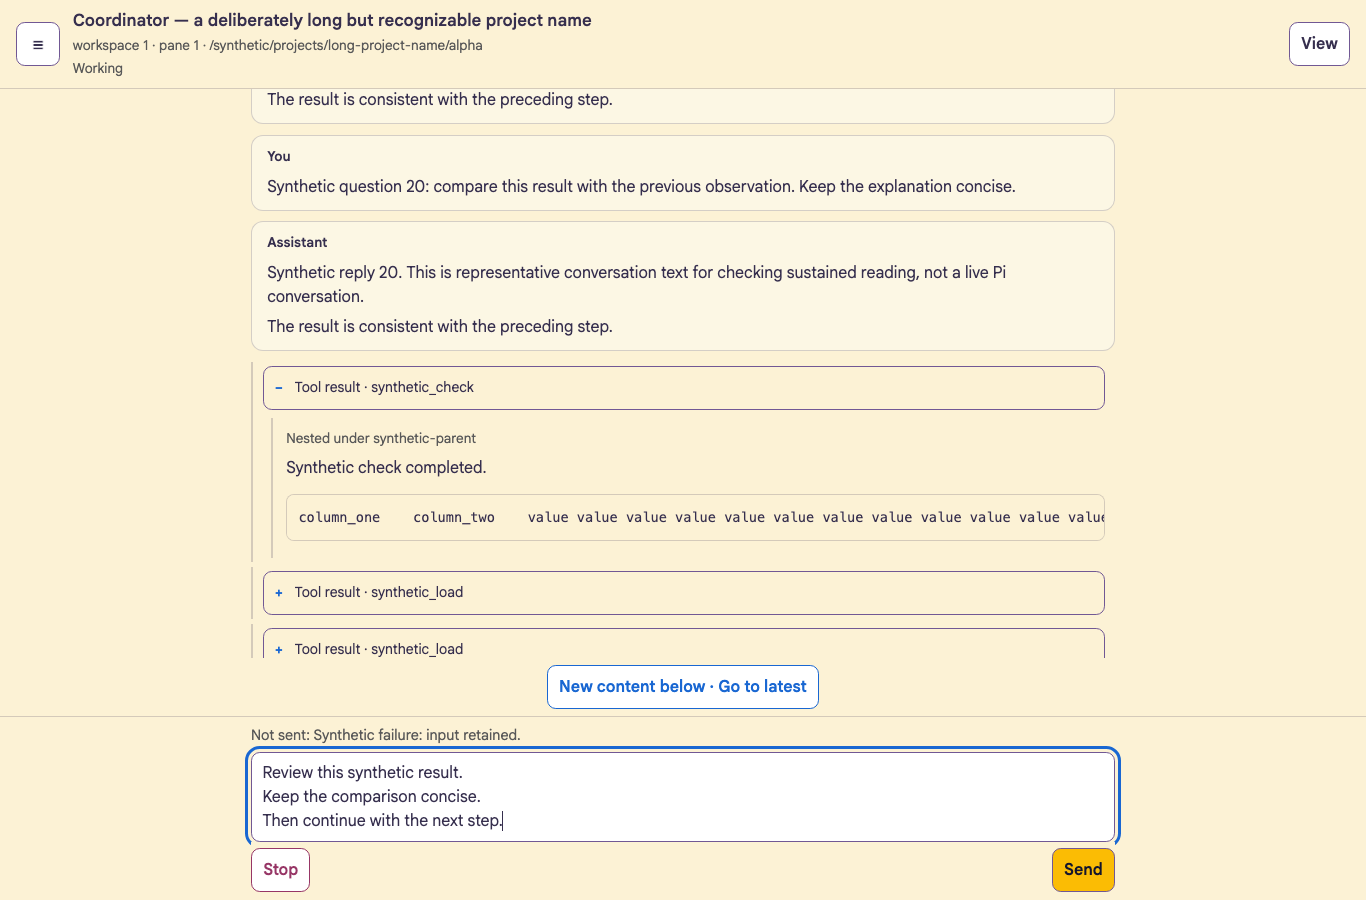 ≡
Coordinator — a deliberately long but recognizable project name
workspace 1 · pane 1 · /synthetic/projects/long-project-name/alpha
Working
View
The result is consistent with the preceding step.
You
Synthetic question 20: compare this result with the previous observation. Keep the explanation concise.
Assistant
Synthetic reply 20. This is representative conversation text for checking sustained reading, not a live Pi
conversation.
The result is consistent with the preceding step.
− Tool result · synthetic_check
Nested under synthetic-parent
Synthetic check completed.
column_one    column_two    value value value value value value value value value value value value
+ Tool result · synthetic_load
+ Tool result · synthetic_load
New content below · Go to latest
Not sent: Synthetic failure: input retained.
Review this synthetic result.
Keep the comparison concise.
Then continue with the next step.
Stop
Send